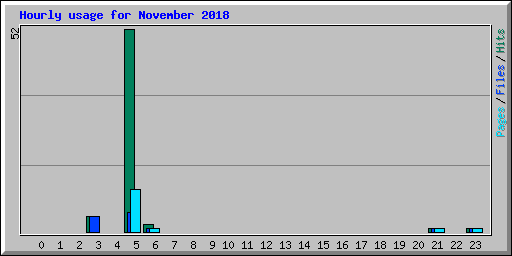 Hourly usage for November 2018
52
Pages/Files/Hits
0 1 2 3 4 5 6 7 8 9 10 11 12 13 14 15 16 17 18 19 20 21 22 23